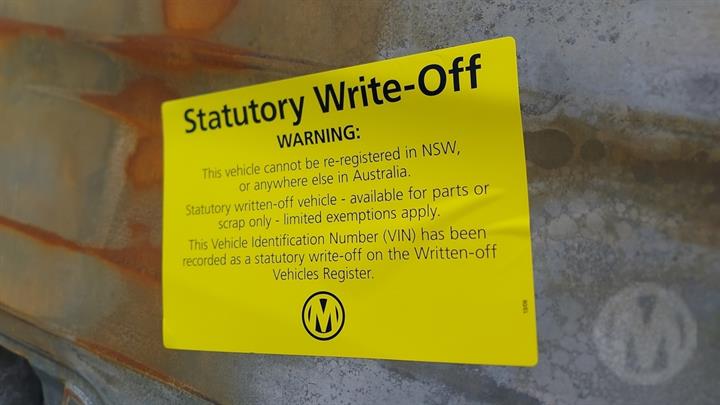 Statutory Write-Off
WARNING:
This vehicle cannot be re-registered in NSW,
or anywhere else in Australia.
Statutory written-off vehicle - available for parts or
scrap only - limited exemptions apply.
This Vehicle Identification Number (VIN) has been
recorded as a statutory write-off on the Written-off
Vehicles Register.
M
M